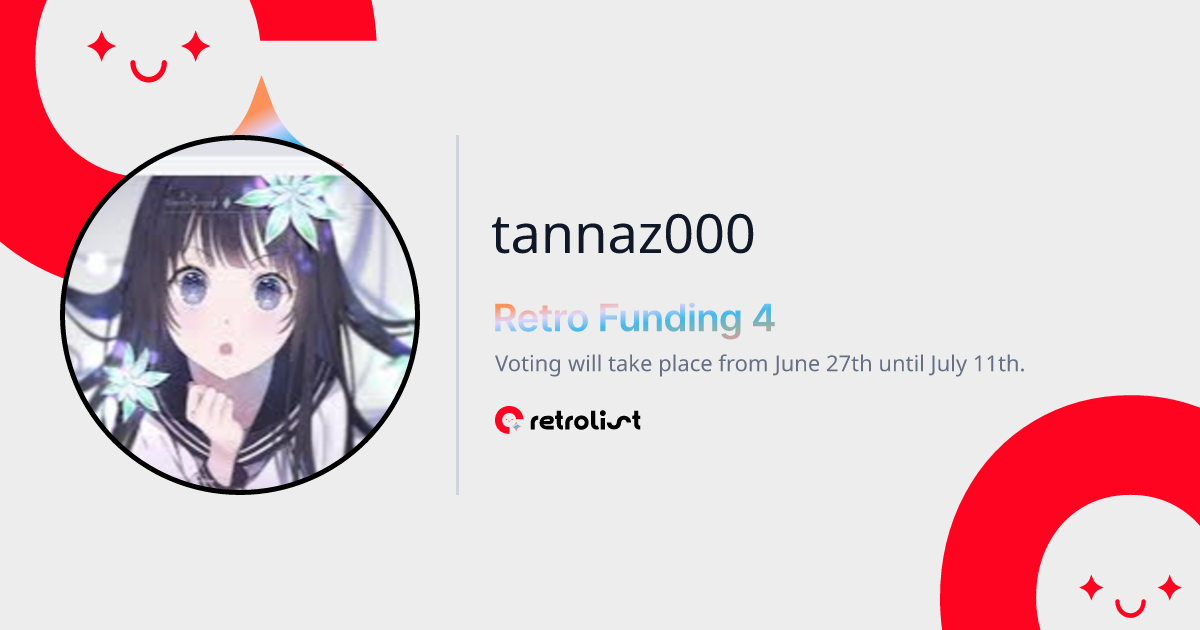 tannaz000
Retro Funding 4
Voting will take place from June 27th until July 11th.
retrolist